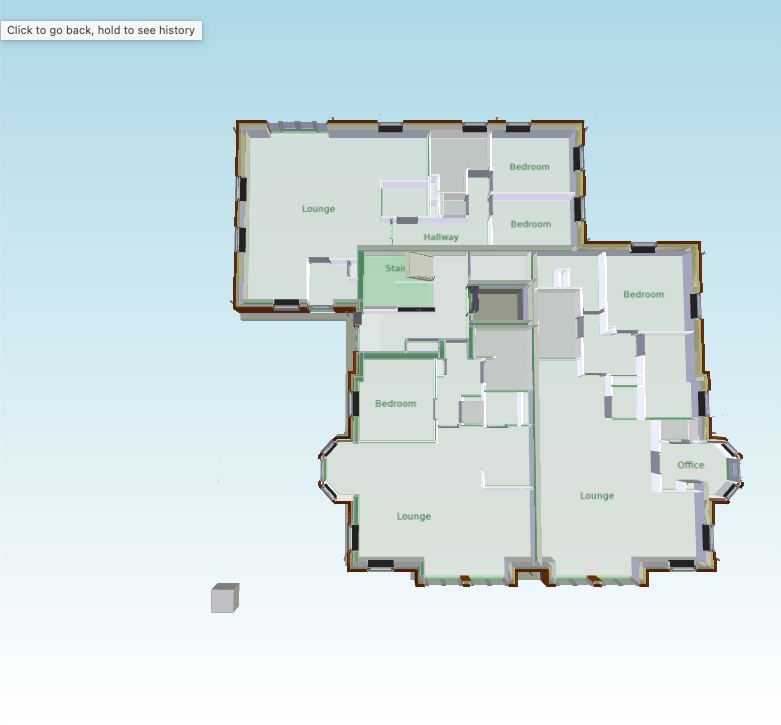 Click to go back, hold to see history
Bedroom
Lounge
Bedroom
Hallway
Stair
Bedroom
Bedroom
Office
Lounge
Lounge